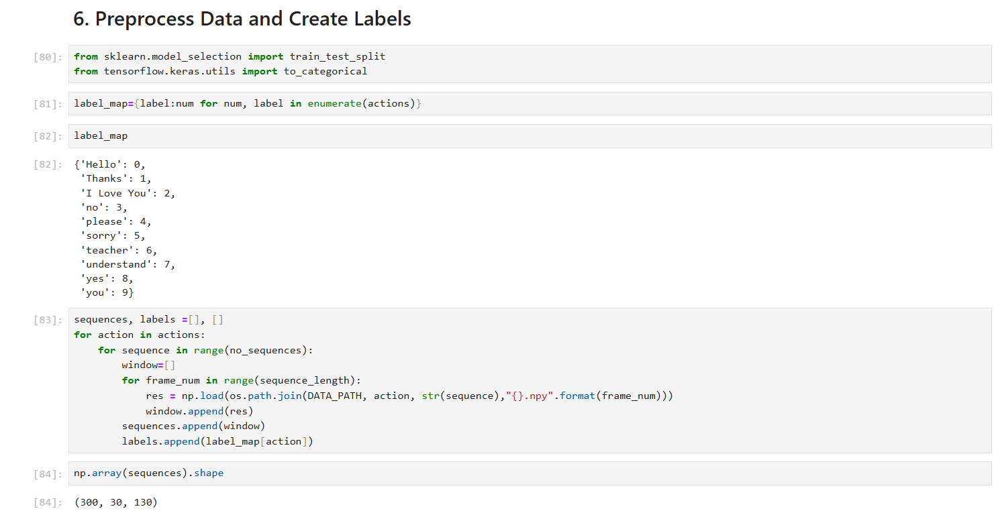 6. Preprocess Data and Create Labels
[80]: from sklearn.model_selection import train_test_split
from tensorflow.keras.utils import to_categorical
[81]: label_map={label:num for num, label in enumerate(actions)}
[82]: label_map
[82]: {'Hello': 0,
 'Thanks': 1,
 'I Love You': 2,
 'no': 3,
 'please': 4,
 'sorry': 5,
 'teacher': 6,
 'understand': 7,
 'yes': 8,
 'you': 9}
[83]: sequences, labels =[], []
for action in actions:
    for sequence in range(no_sequences):
        window=[]
        for frame_num in range(sequence_length):
            res = np.load(os.path.join(DATA_PATH, action, str(sequence),"{}.npy".format(frame_num)))
            window.append(res)
        sequences.append(window)
        labels.append(label_map[action])
[84]: np.array(sequences).shape
[84]: (300, 30, 130)